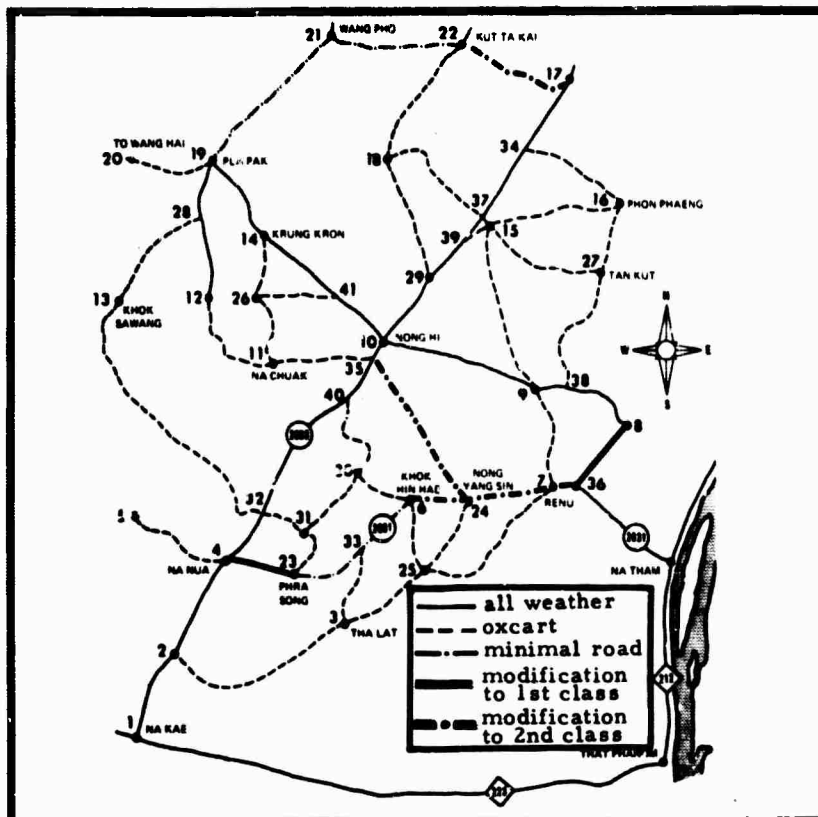 21 WANG PHO
22 KUT TA KAI
17
TO WANG HAI
20
19
34
18
16 PHON PHAENG
28
37
14 KRUNG KRON
39 15
27
TAN KUT
29
13
KHOK
SAWANG
12
26
41
10 NONG HI
N
W E
S
11
NA CHUAK
35
9
38
40
8
KHOK
HIN HAE
NONG
YANG SIN
7
RENU
36
32
31
24
33
4
NA NUA
23
PHRA
SONG
25
NA THAM
3
THA LAT
2
all weather
oxcart
minimal road
modification
to 1st class
modification
to 2nd class
1
NA KAE